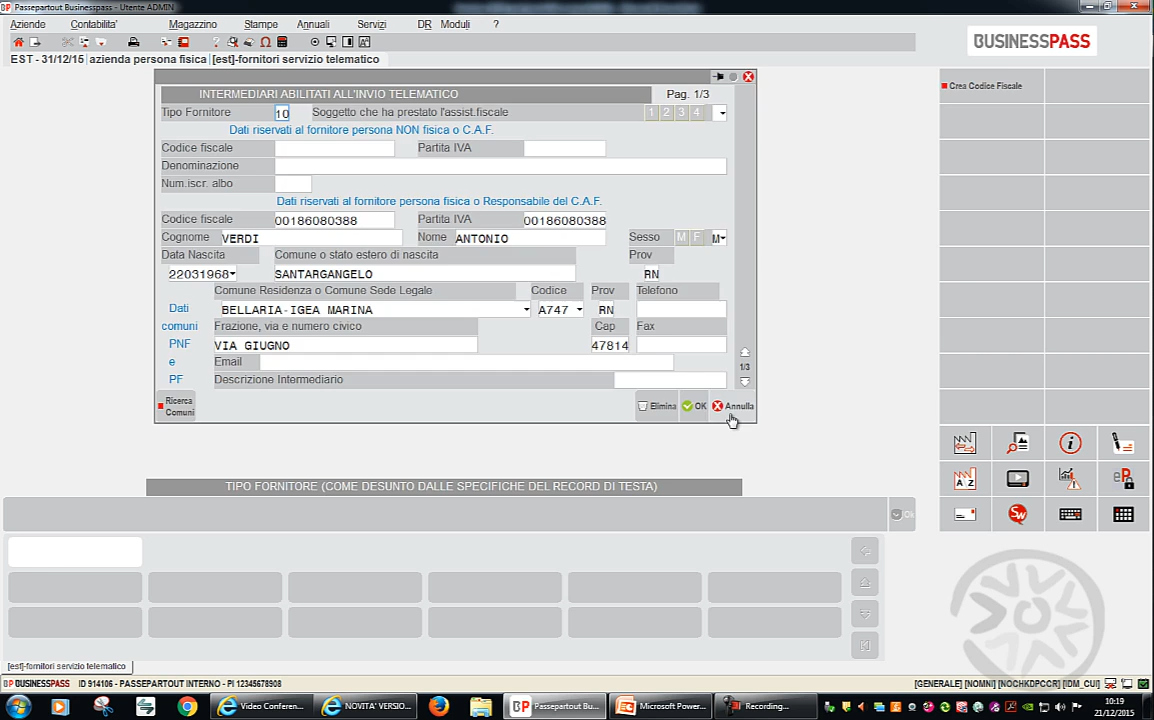 Passepartout Businesspass - Utente ADMIN
Aziende Contabilita' Magazzino Stampe Annuali Servizi DR Moduli ?
EST - 31/12/15 azienda persona fisica [est]-fornitori servizio telematico
BUSINESSPASS
Crea Codice Fiscale
INTERMEDIARI ABILITATI ALL'INVIO TELEMATICO Pag. 1/3
Tipo Fornitore 10 Soggetto che ha prestato l'assist.fiscale 1 2 3 4
Dati riservati al fornitore persona NON fisica o C.A.F.
Codice fiscale Partita IVA
Denominazione
Num.iscr. albo
Dati riservati al fornitore persona fisica o Responsabile del C.A.F.
Codice fiscale 00186080388 Partita IVA 00186080388
Cognome VERDI Nome ANTONIO Sesso M F M
Data Nascita Comune o stato estero di nascita Prov
22031968 SANTARGANGELO RN
Comune Residenza o Comune Sede Legale Codice Prov Telefono
Dati BELLARIA-IGEA MARINA A747 RN
comuni Frazione, via e numero civico Cap Fax
PNF VIA GIUGNO 47814
e Email 1/3
PF Descrizione Intermediario
Ricerca Comuni Elimina OK Annulla
TIPO FORNITORE (COME DESUNTO DALLE SPECIFICHE DEL RECORD DI TESTA)
Ok
[est]-fornitori servizio telematico
BUSINESSPASS ID 914106 - PASSEPARTOUT INTERNO - PI 12345678908 [GENERALE] [NOMNI] [NOCHKDPCCR] [IDM_CUI]
Video Conferen... NOVITA' VERSIO... Passepartout Bu... Microsoft Power... Recording... 10:19
21/12/2015